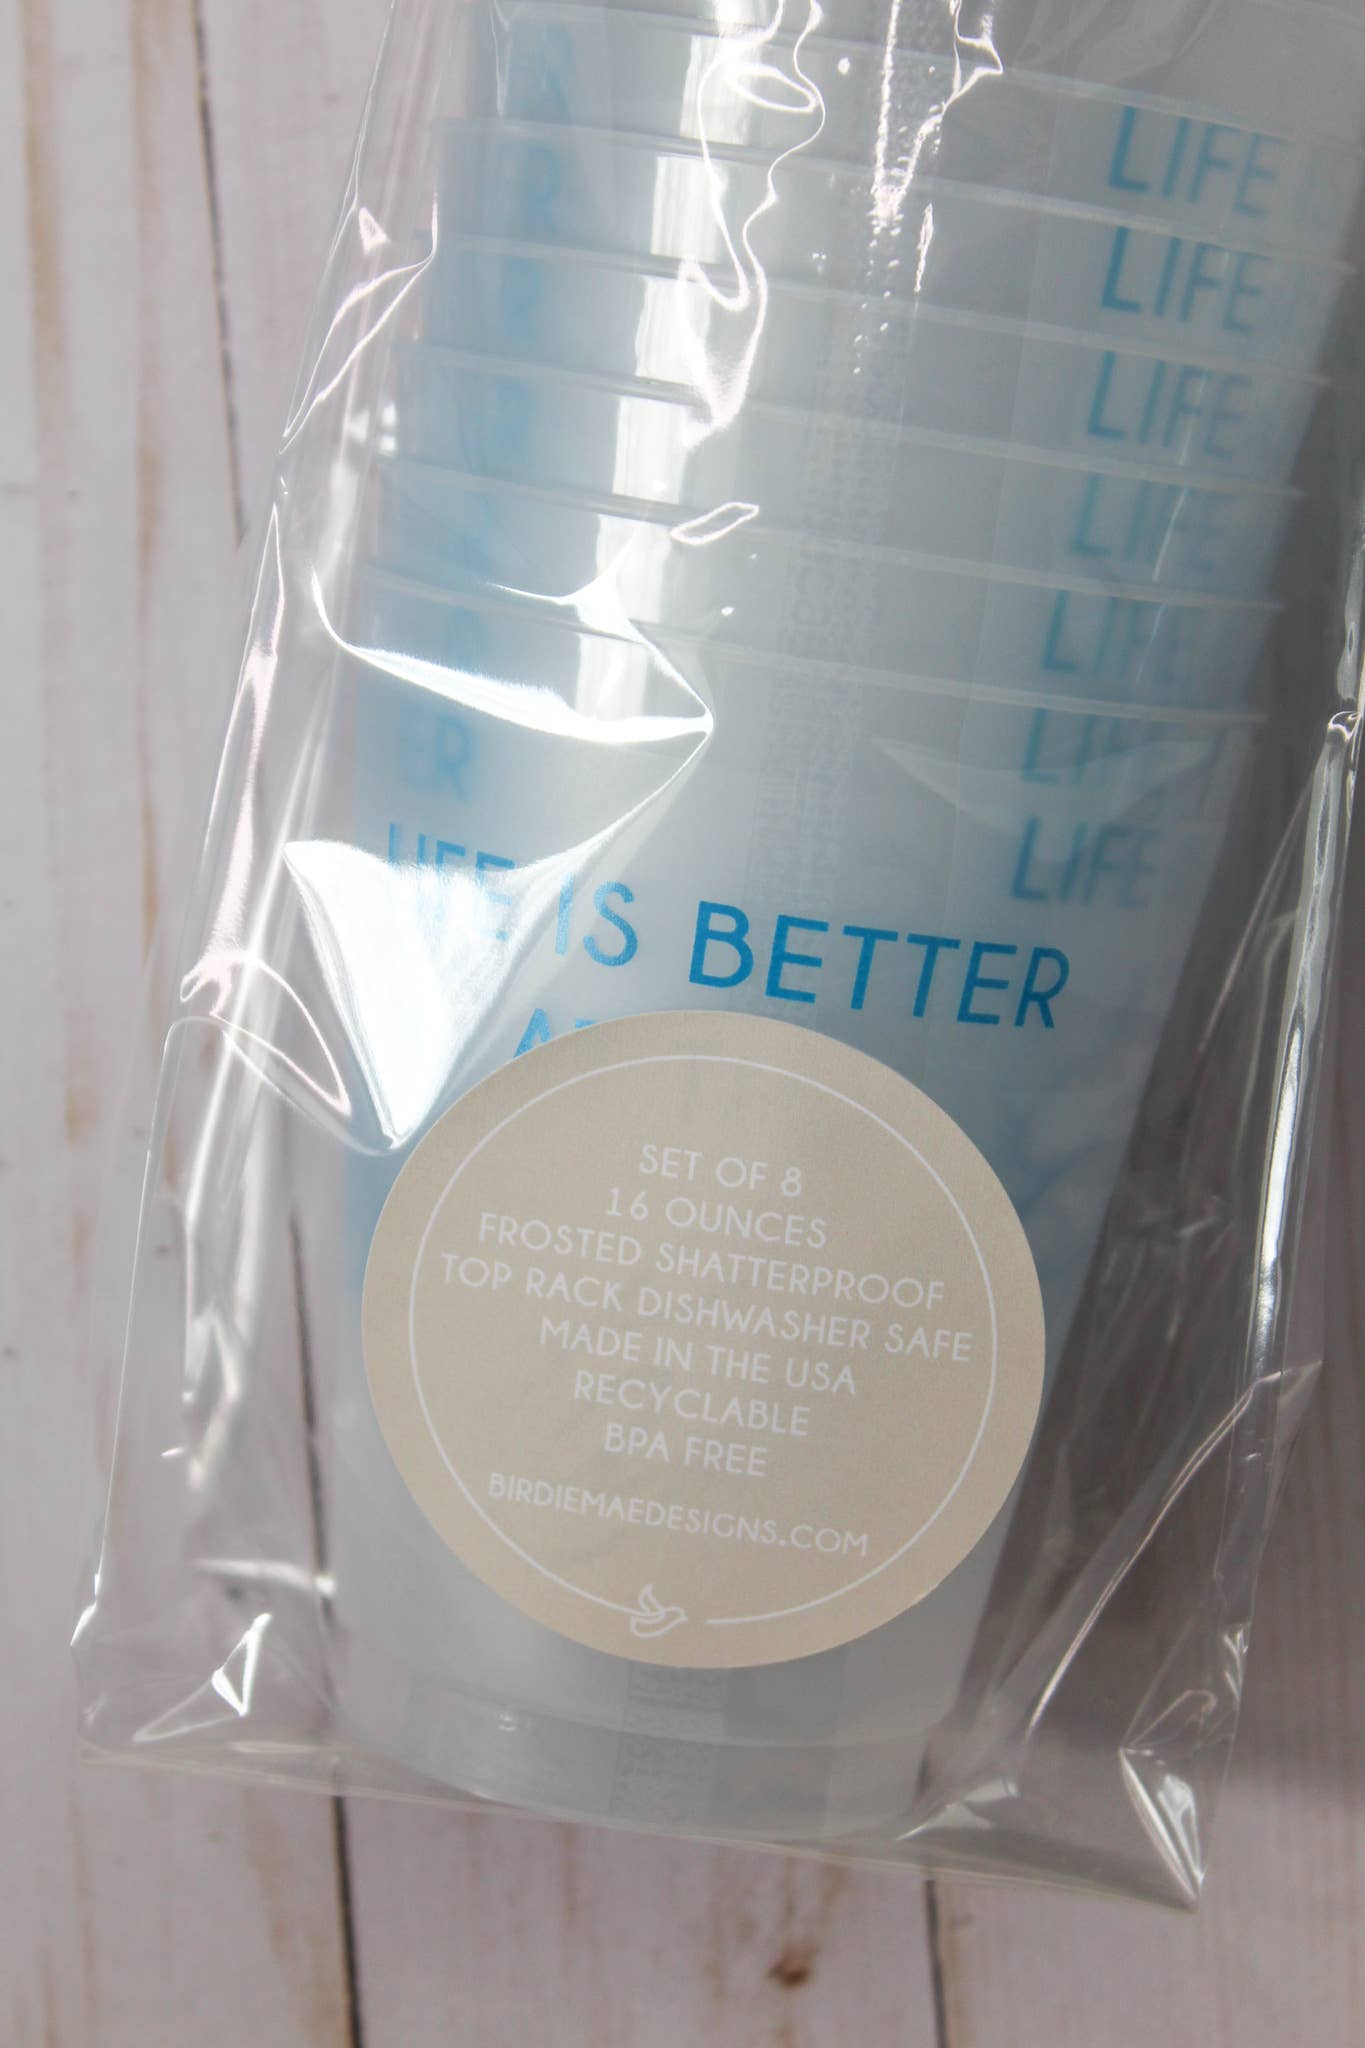 LIFE
LIFE
LIFE
LIFE
LIFE
LIFE
LIFE
LIFE IS BETTER
SET OF 8
16 OUNCES
FROSTED SHATTERPROOF
TOP RACK DISHWASHER SAFE
MADE IN THE USA
RECYCLABLE
BPA FREE
BIRDIEMAEDESIGNS.COM